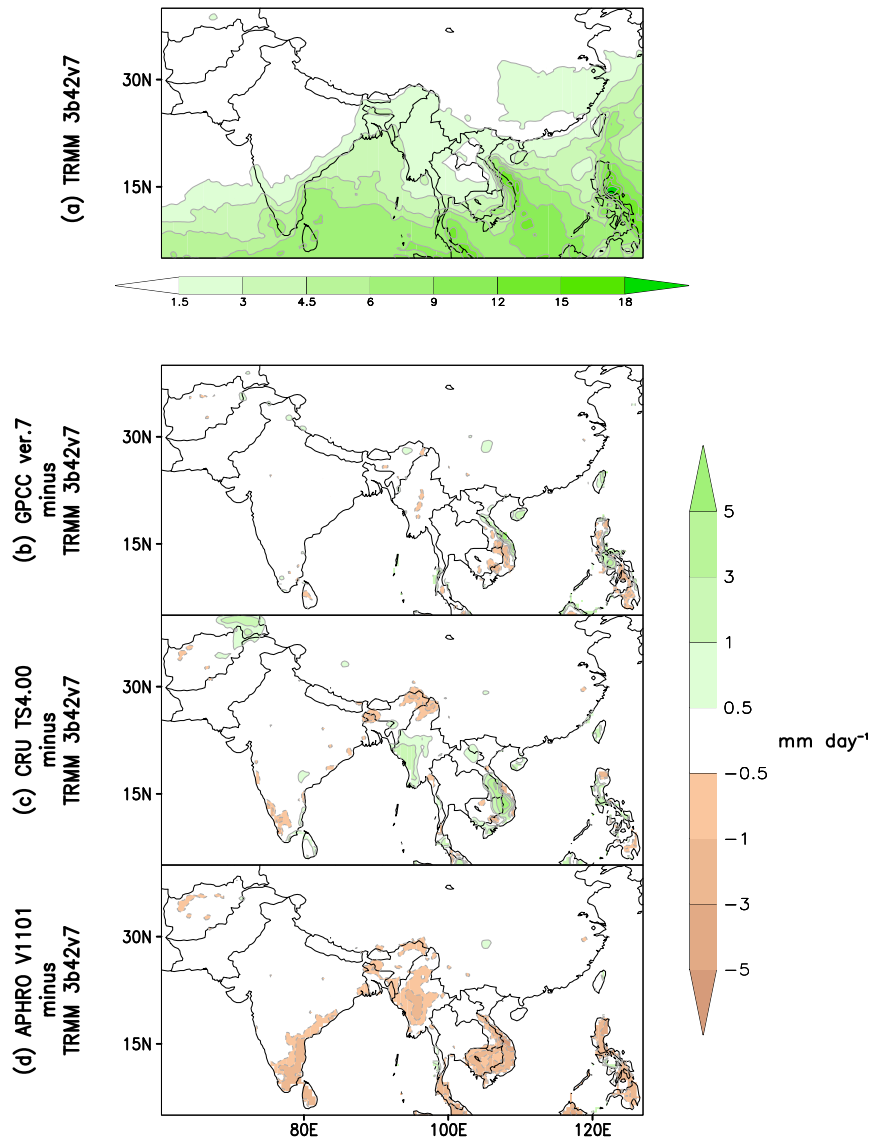 (a) TRMM 3b42v7
30N
15N
1.5 3 4.5 6 9 12 15 18
(b) GPCC ver.7
minus
TRMM 3b42v7
30N
15N
(c) CRU TS4.00
minus
TRMM 3b42v7
30N
15N
(d) APHRO V1101
minus
TRMM 3b42v7
30N
15N
80E 100E 120E
5
3
1
0.5
mm day⁻¹
−0.5
−1
−3
−5